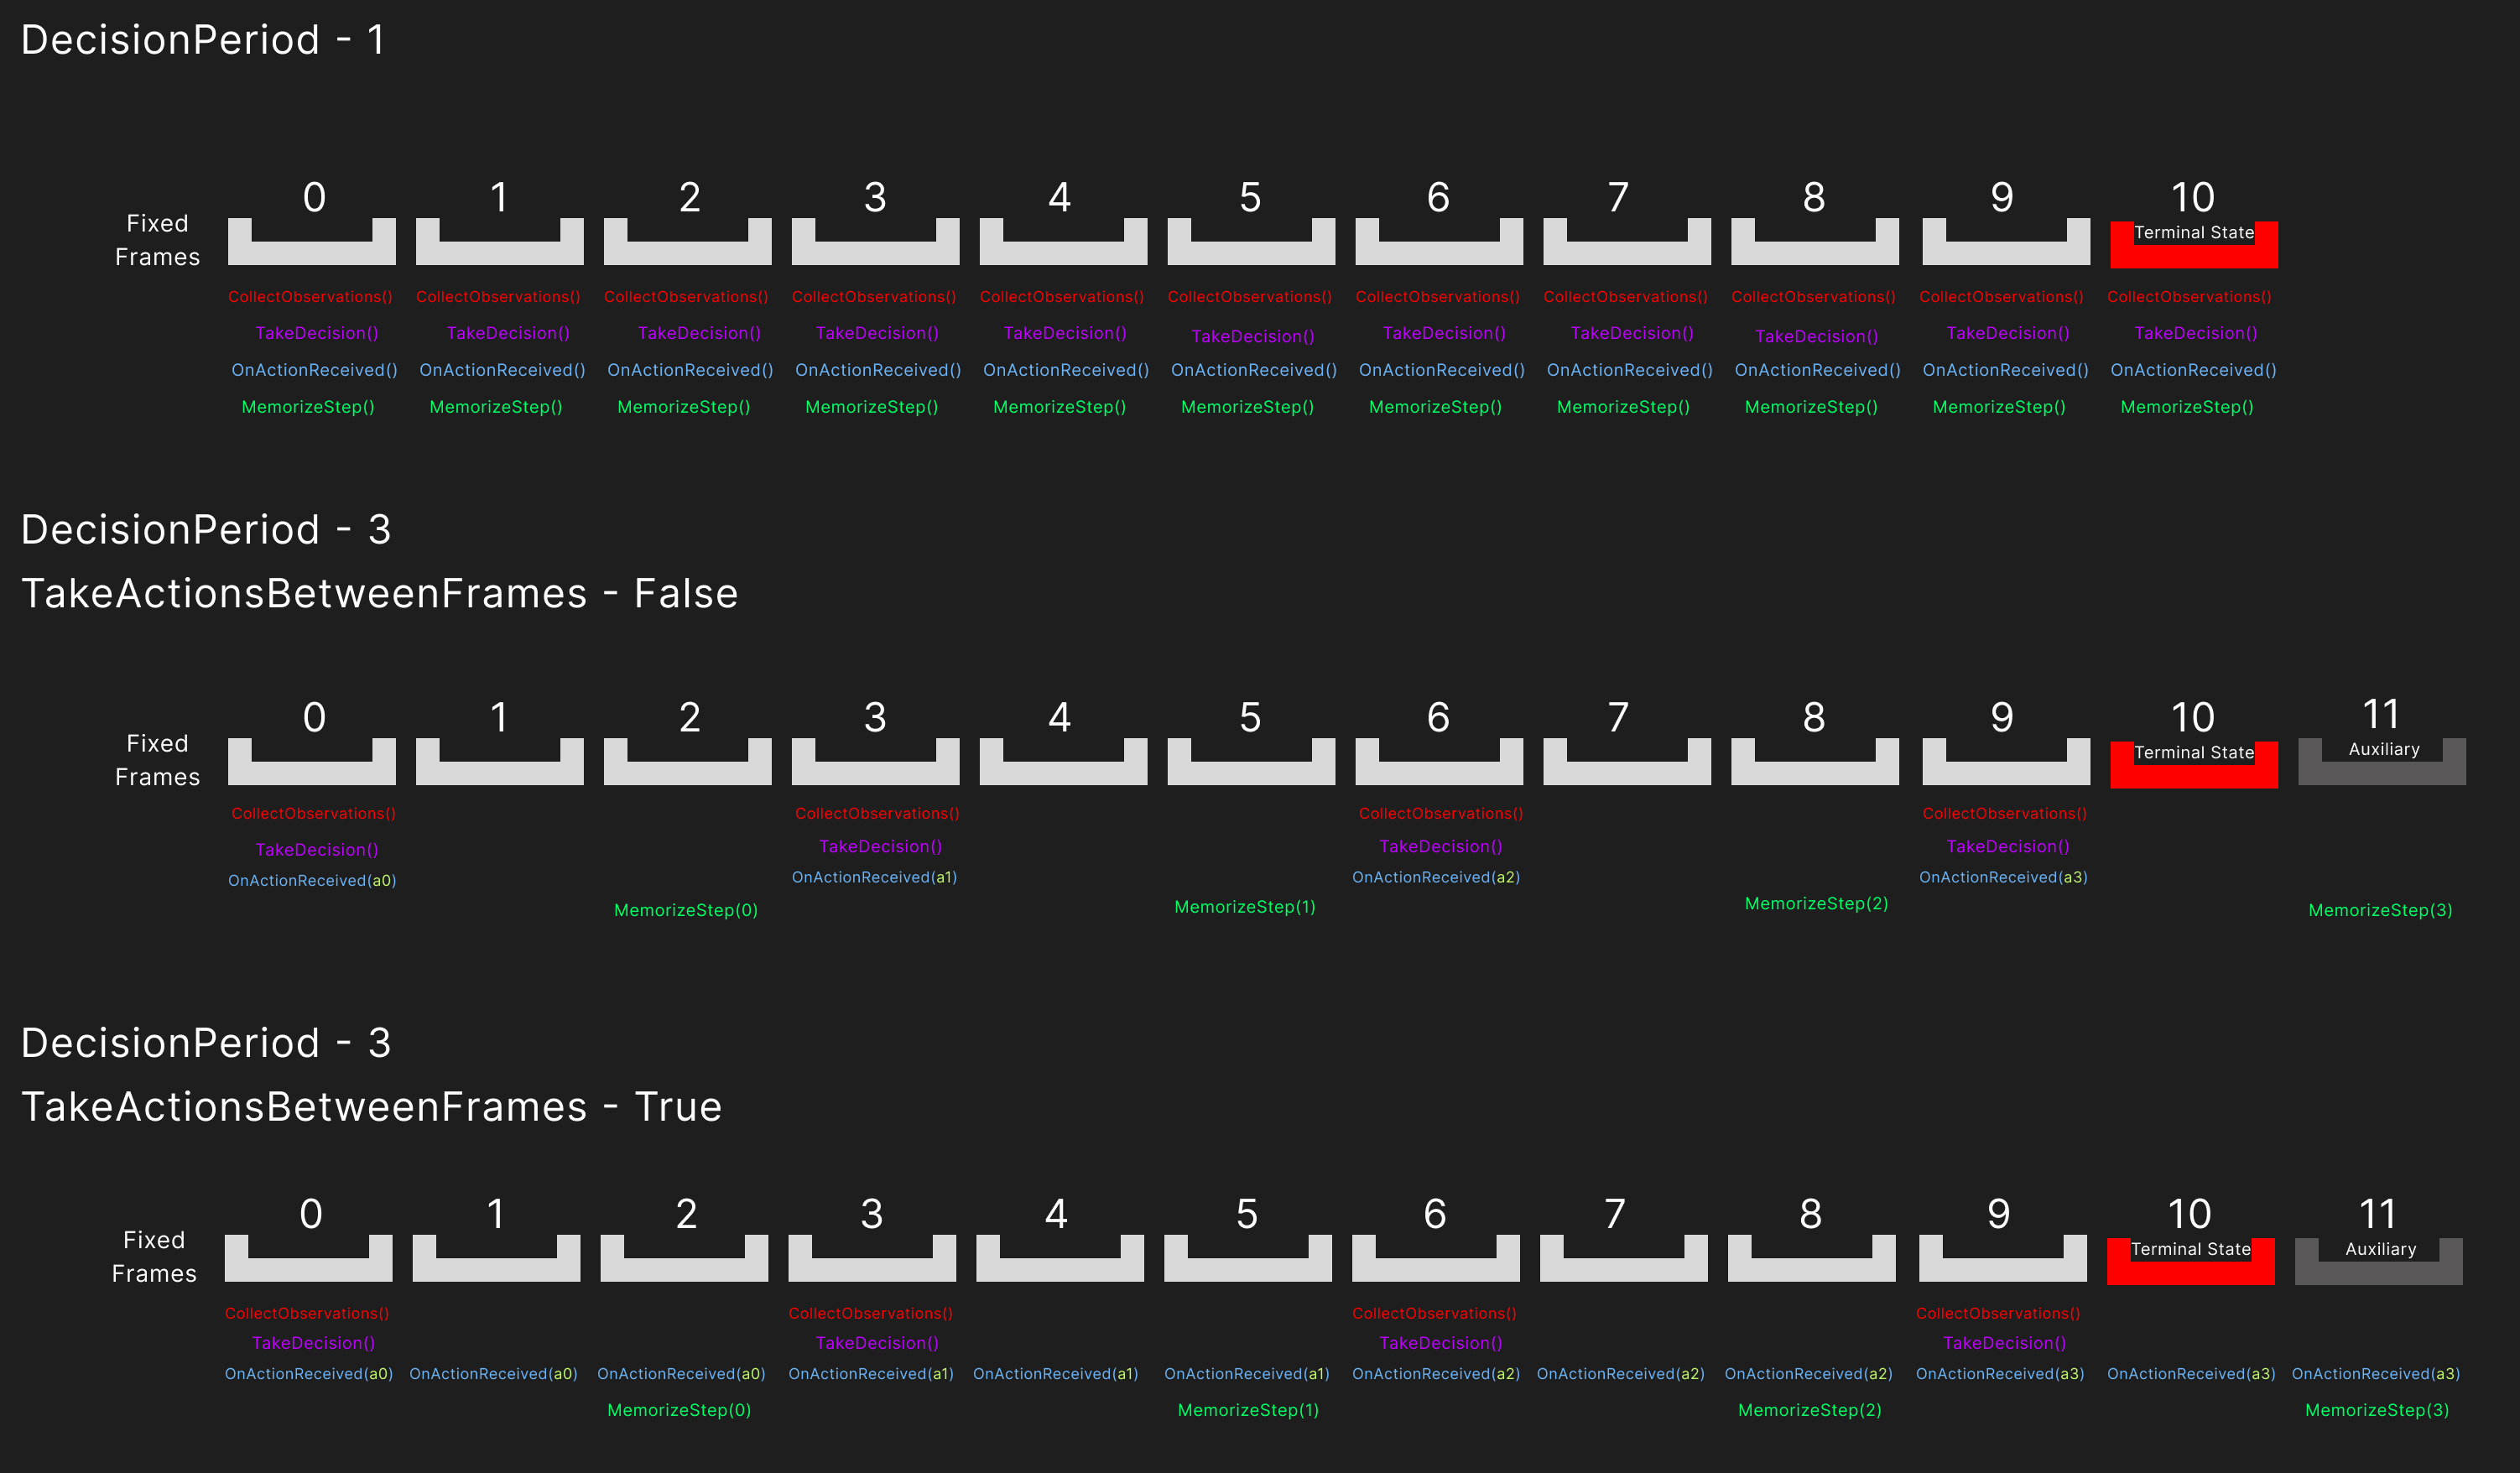 DecisionPeriod - 1
0 1 2 3 4 5 6 7 8 9 10
Fixed
Frames
Terminal State
CollectObservations() CollectObservations() CollectObservations() CollectObservations() CollectObservations() CollectObservations() CollectObservations() CollectObservations() CollectObservations() CollectObservations() CollectObservations()
TakeDecision() TakeDecision() TakeDecision() TakeDecision() TakeDecision() TakeDecision() TakeDecision() TakeDecision() TakeDecision() TakeDecision() TakeDecision()
OnActionReceived() OnActionReceived() OnActionReceived() OnActionReceived() OnActionReceived() OnActionReceived() OnActionReceived() OnActionReceived() OnActionReceived() OnActionReceived() OnActionReceived()
MemorizeStep() MemorizeStep() MemorizeStep() MemorizeStep() MemorizeStep() MemorizeStep() MemorizeStep() MemorizeStep() MemorizeStep() MemorizeStep() MemorizeStep()
DecisionPeriod - 3
TakeActionsBetweenFrames - False
0 1 2 3 4 5 6 7 8 9 10 11
Fixed
Frames
Terminal State Auxiliary
CollectObservations() CollectObservations() CollectObservations() CollectObservations()
TakeDecision() TakeDecision() TakeDecision() TakeDecision()
OnActionReceived(a0) OnActionReceived(a1) OnActionReceived(a2) OnActionReceived(a3)
MemorizeStep(0) MemorizeStep(1) MemorizeStep(2) MemorizeStep(3)
DecisionPeriod - 3
TakeActionsBetweenFrames - True
0 1 2 3 4 5 6 7 8 9 10 11
Fixed
Frames
Terminal State Auxiliary
CollectObservations() CollectObservations() CollectObservations() CollectObservations()
TakeDecision() TakeDecision() TakeDecision() TakeDecision()
OnActionReceived(a0) OnActionReceived(a0) OnActionReceived(a0) OnActionReceived(a1) OnActionReceived(a1) OnActionReceived(a1) OnActionReceived(a2) OnActionReceived(a2) OnActionReceived(a2) OnActionReceived(a3) OnActionReceived(a3) OnActionReceived(a3)
MemorizeStep(0) MemorizeStep(1) MemorizeStep(2) MemorizeStep(3)